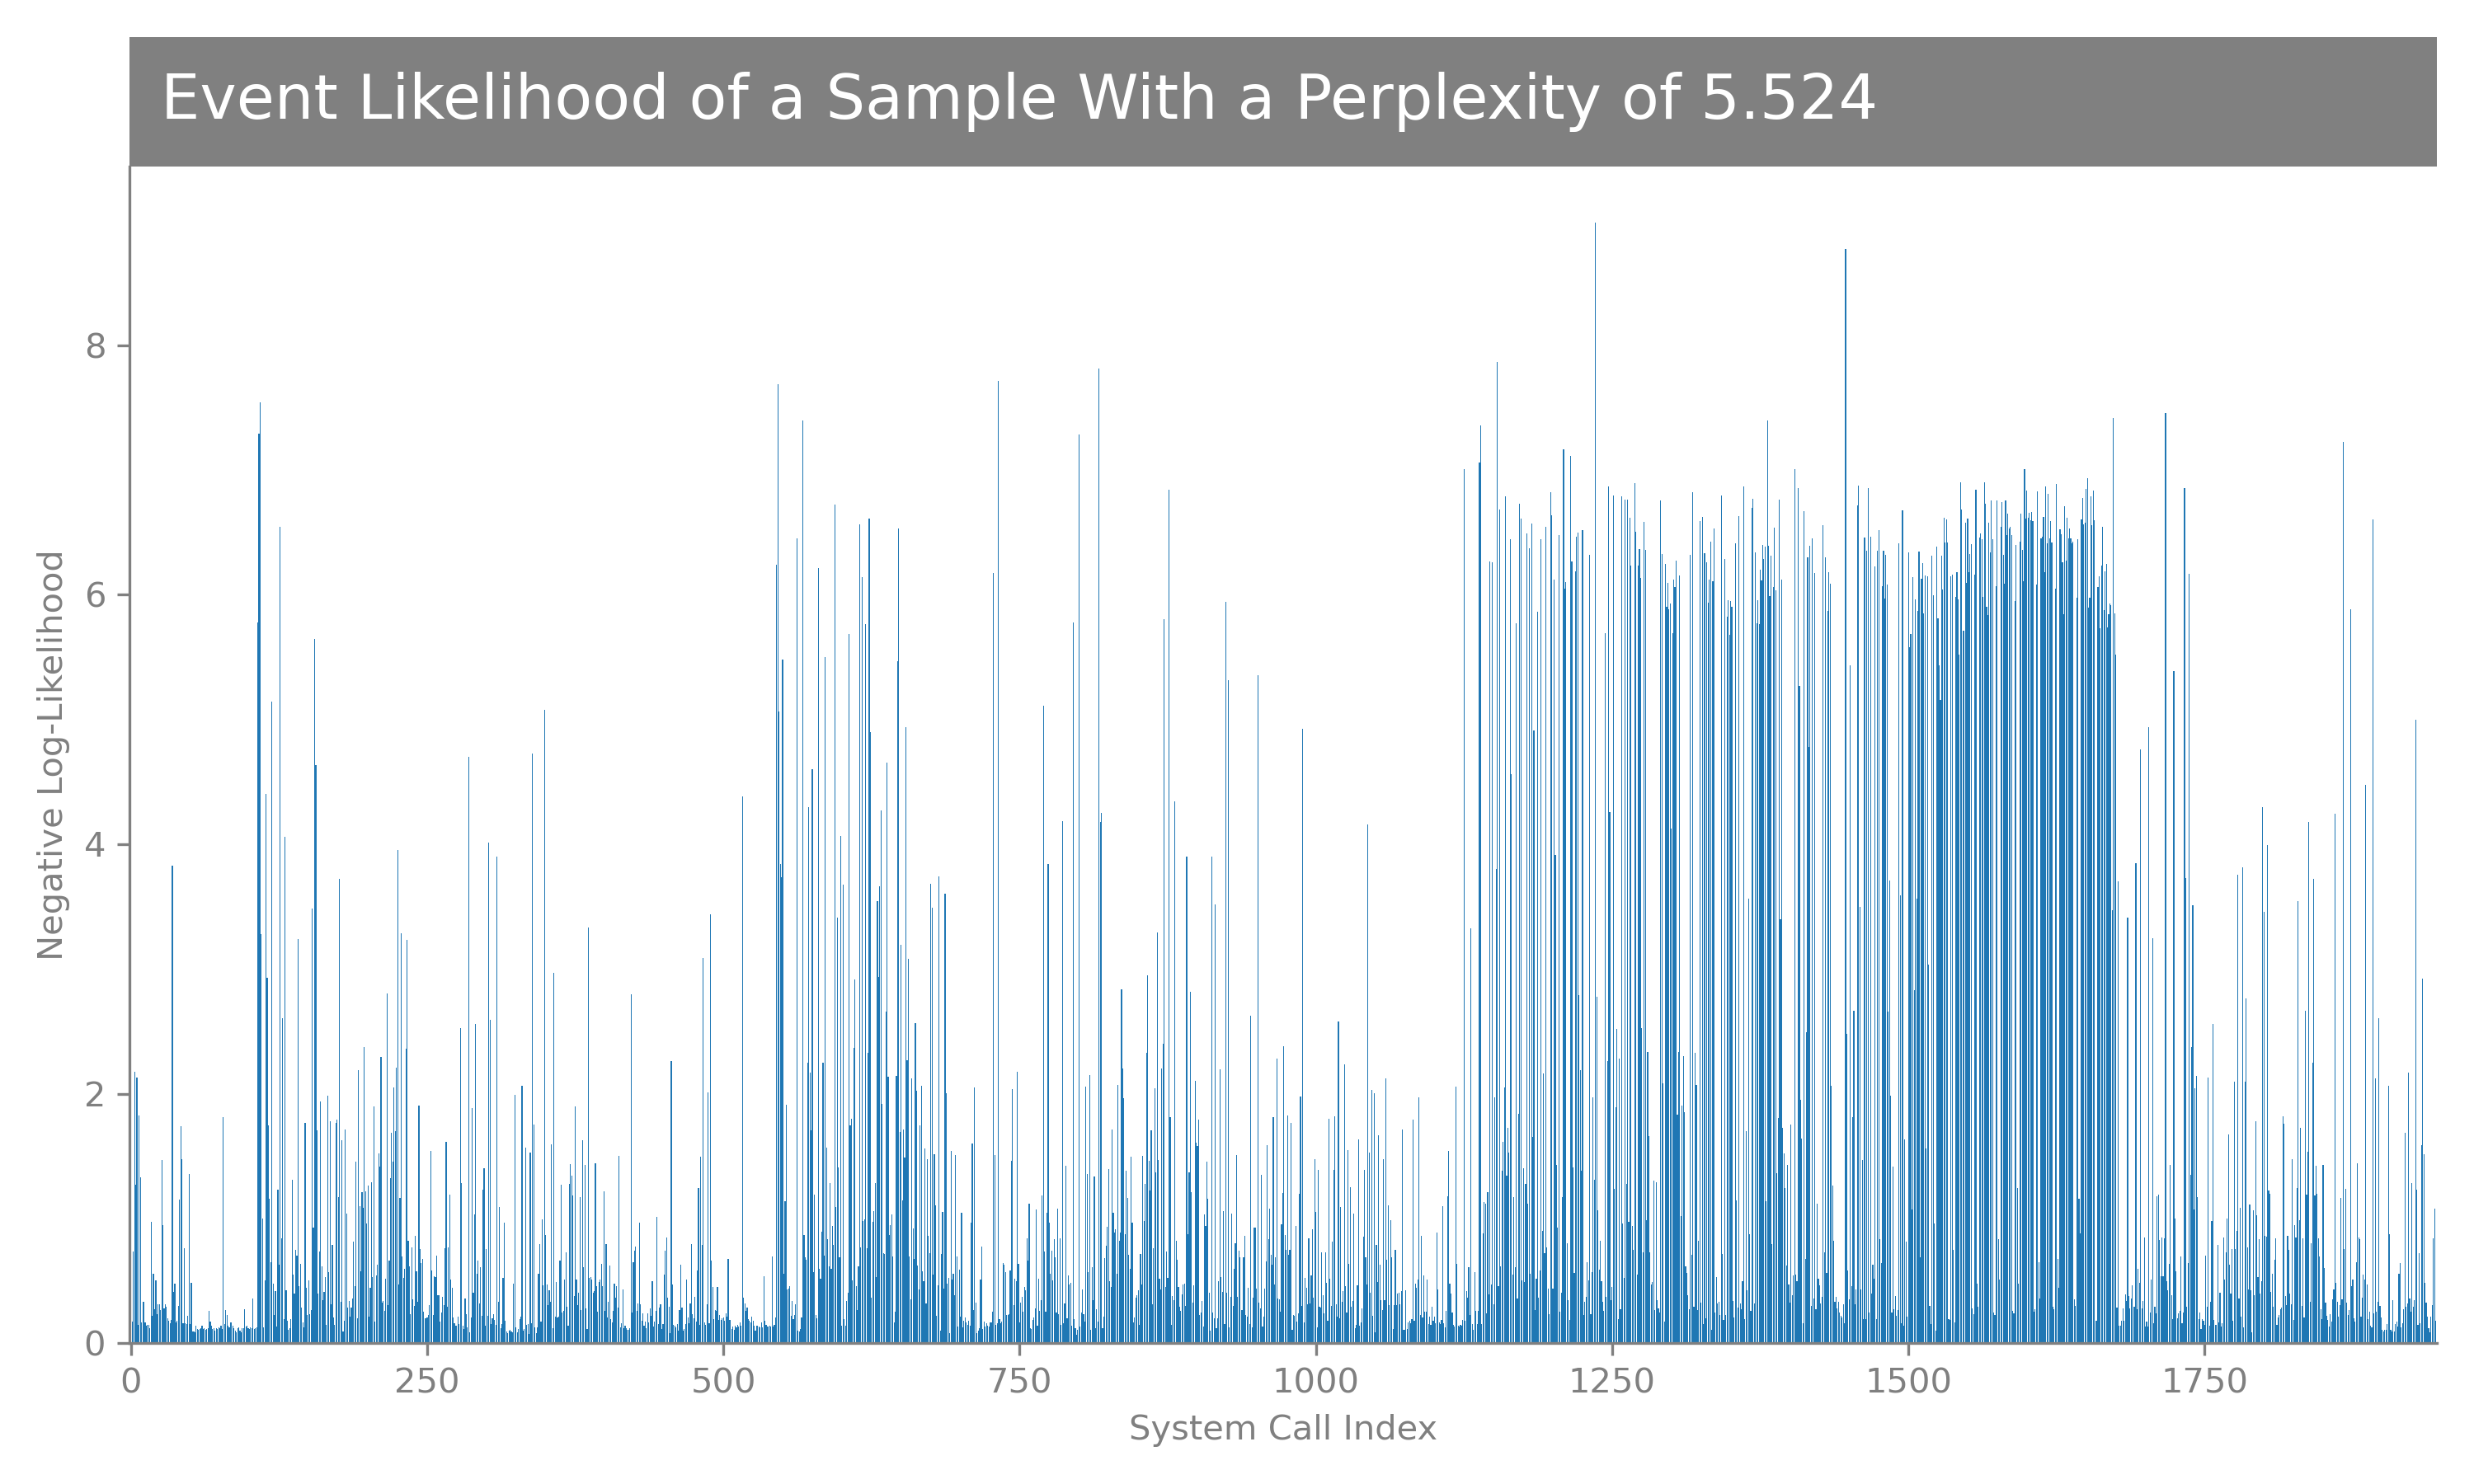 Event Likelihood of a Sample With a Perplexity of 5.524
8
6
4
2
0
Negative Log-Likelihood
0 250 500 750 1000 1250 1500 1750
System Call Index